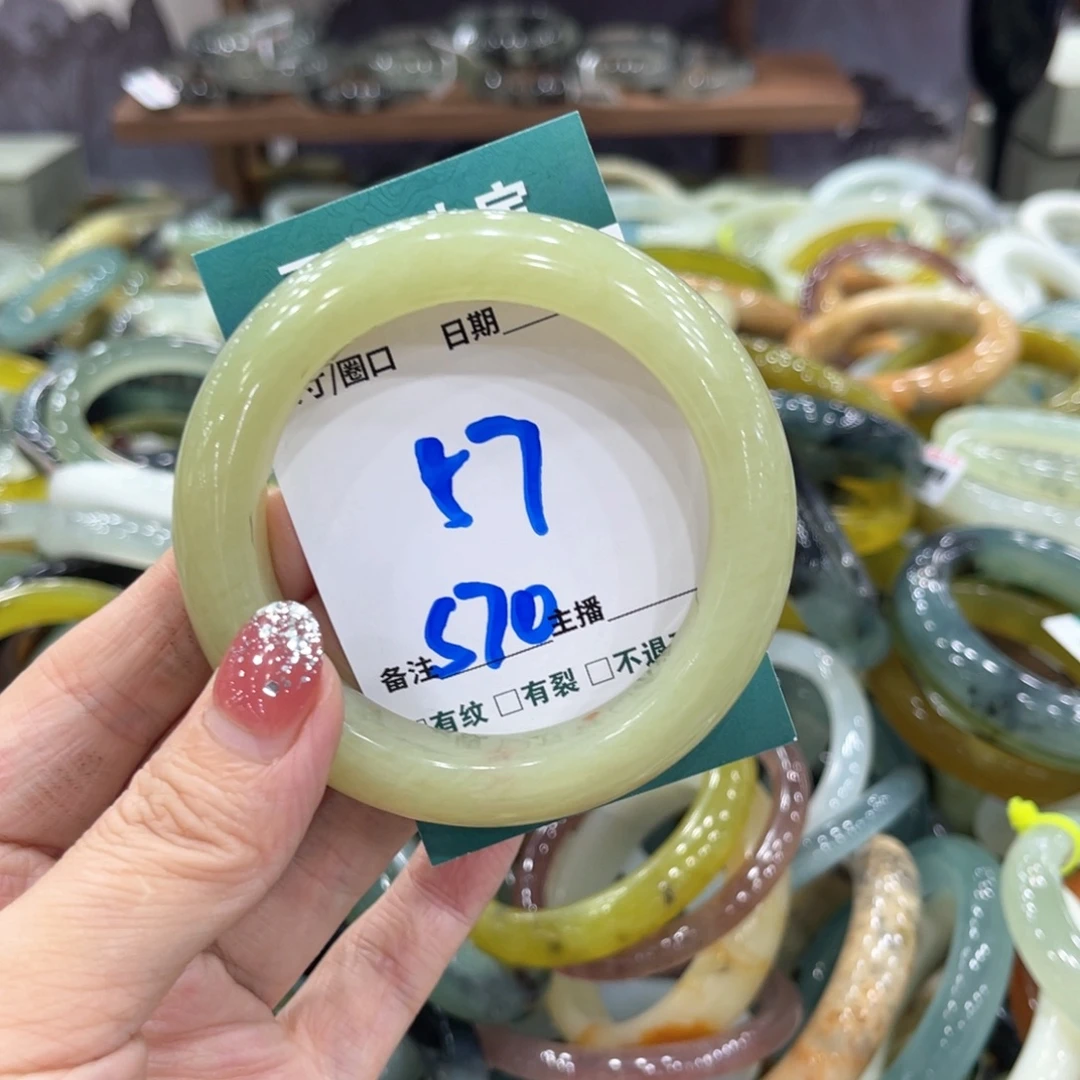 日期
寸/圈口
57
570
主播
备注
有纹 □有裂 □不退